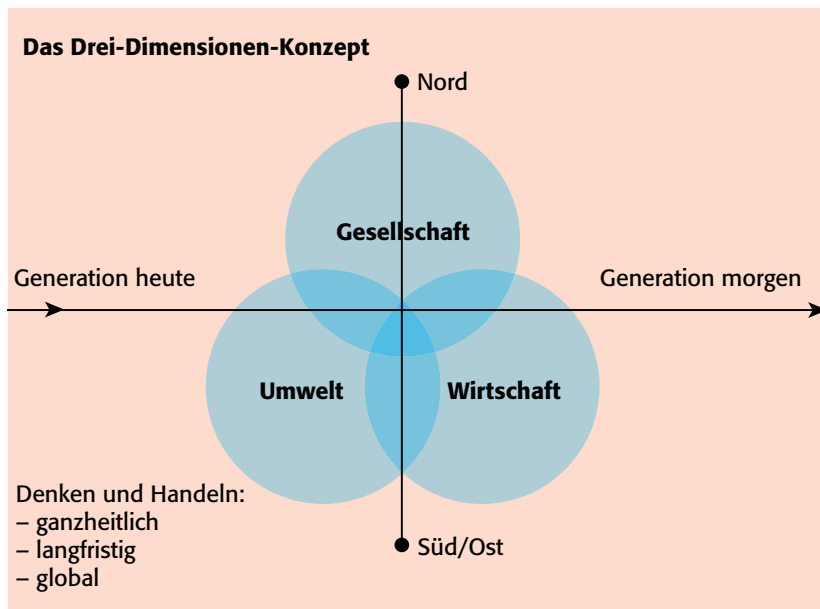 Das Drei-Dimensionen-Konzept
Nord
Gesellschaft
Generation heute
Generation morgen
Umwelt
Wirtschaft
Denken und Handeln:
– ganzheitlich
– langfristig
– global
Süd/Ost